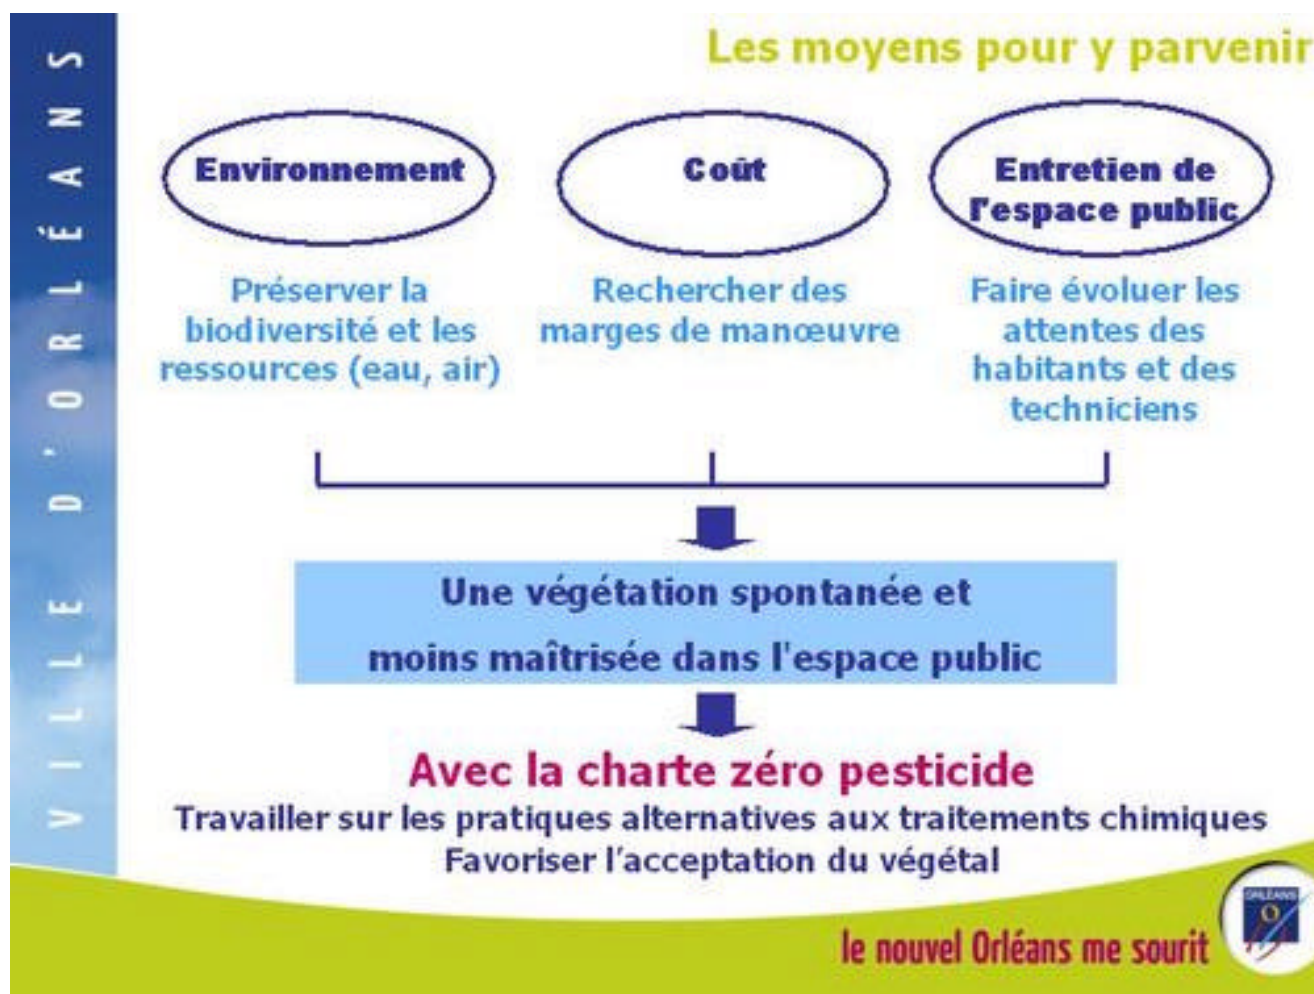 VILLE D'ORLÉANS
Les moyens pour y parvenir
Environnement
Coût
Entretien de
l'espace public
Préserver la
biodiversité et les
ressources (eau, air)
Rechercher des
marges de manœuvre
Faire évoluer les
attentes des
habitants et des
techniciens
Une végétation spontanée et
moins maîtrisée dans l'espace public
Avec la charte zéro pesticide
Travailler sur les pratiques alternatives aux traitements chimiques
Favoriser l'acceptation du végétal
le nouvel Orléans me sourit
ORLÉANS